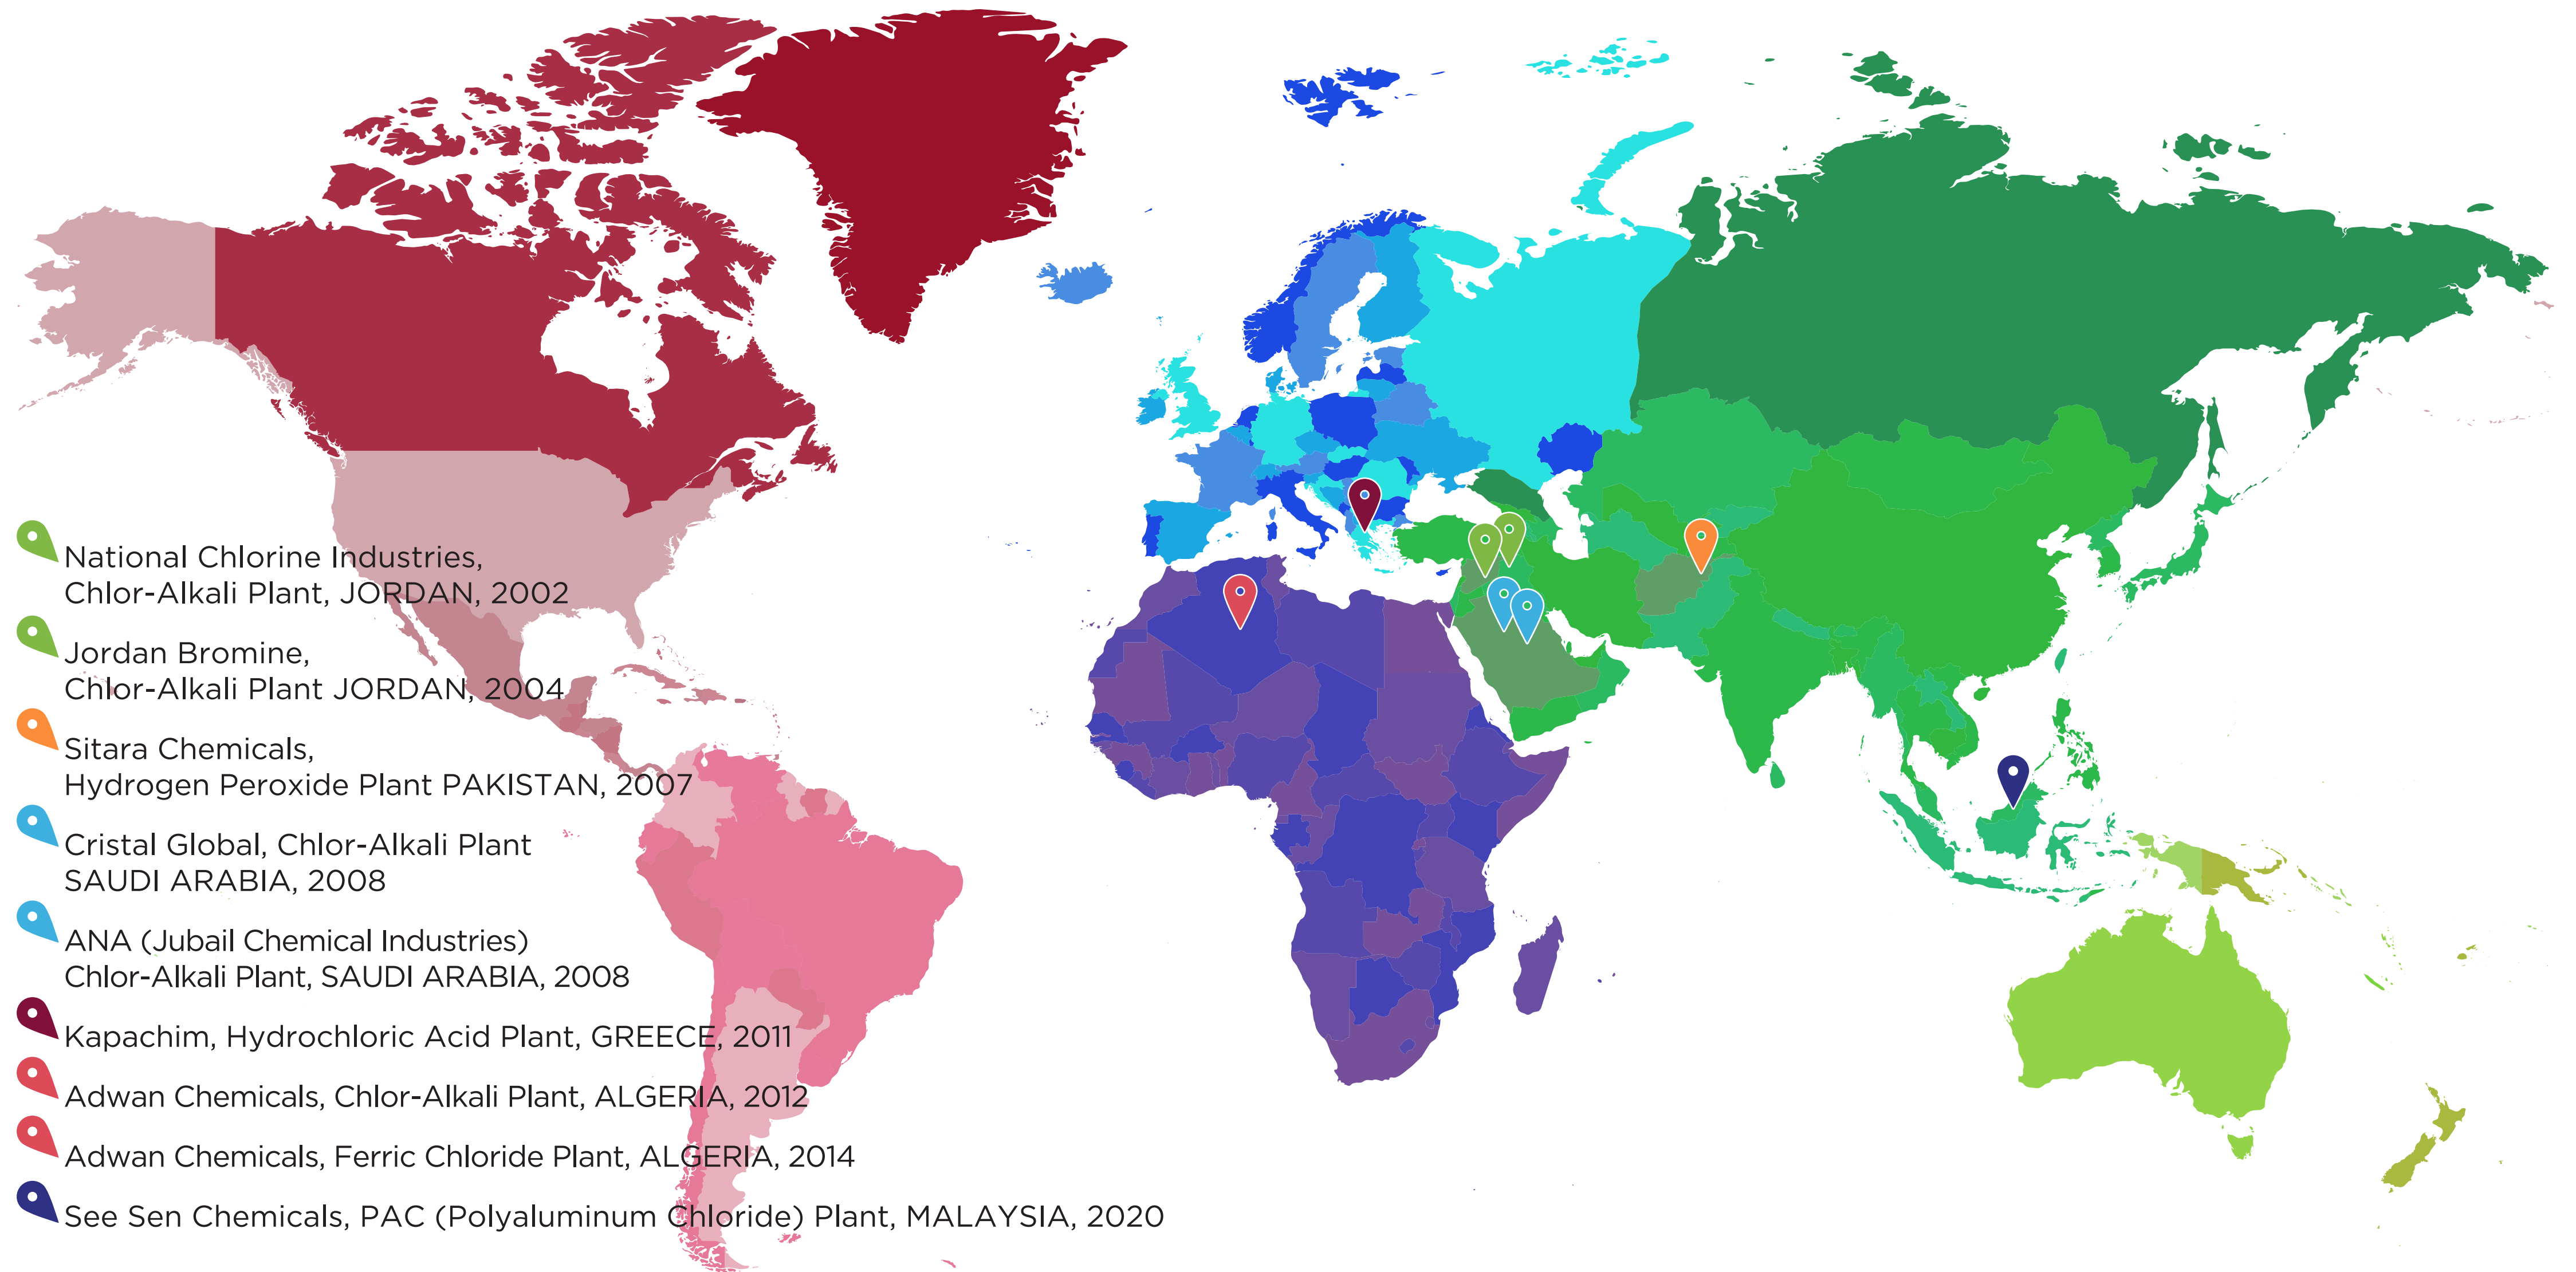 National Chlorine Industries,
Chlor-Alkali Plant, JORDAN, 2002
Jordan Bromine,
Chlor-Alkali Plant JORDAN, 2004
Sitara Chemicals,
Hydrogen Peroxide Plant PAKISTAN, 2007
Cristal Global, Chlor-Alkali Plant
SAUDI ARABIA, 2008
ANA (Jubail Chemical Industries)
Chlor-Alkali Plant, SAUDI ARABIA, 2008
Kapachim, Hydrochloric Acid Plant, GREECE, 2011
Adwan Chemicals, Chlor-Alkali Plant, ALGERIA, 2012
Adwan Chemicals, Ferric Chloride Plant, ALGERIA, 2014
See Sen Chemicals, PAC (Polyaluminum Chloride) Plant, MALAYSIA, 2020